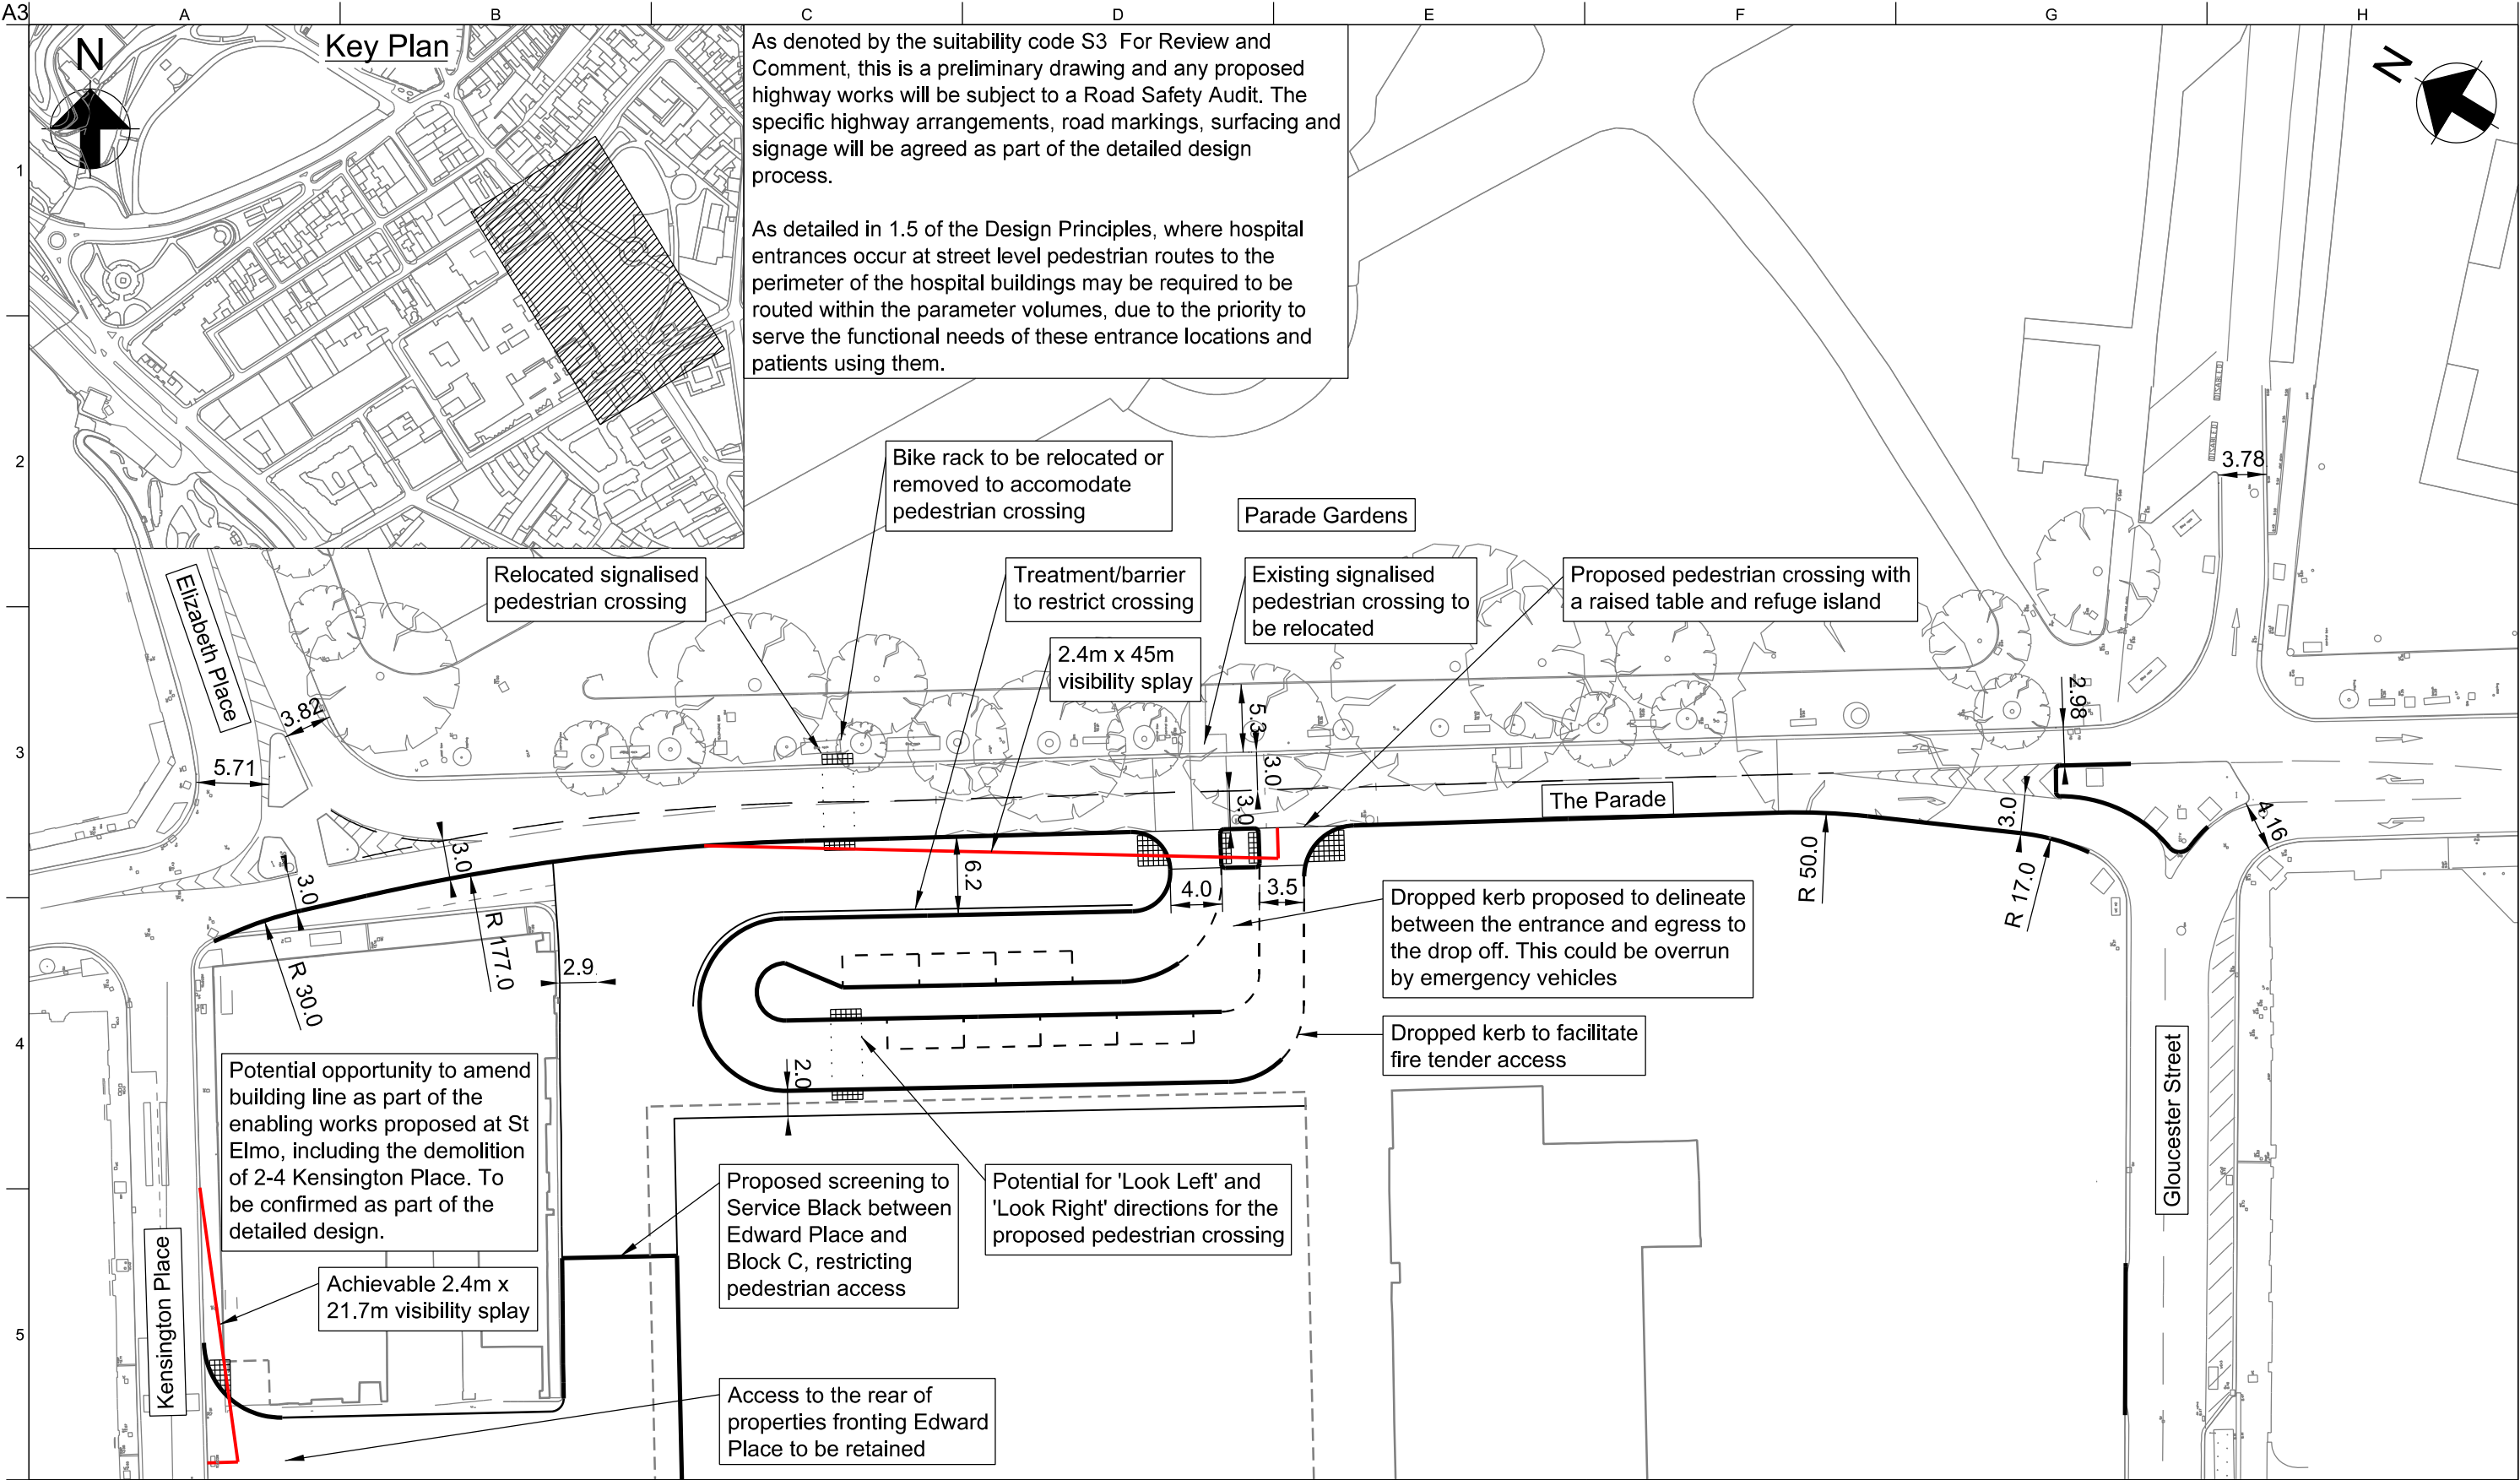 A3
A
B
C
D
E
F
G
H
1
2
3
4
5
Key Plan
N
N
As denoted by the suitability code S3 For Review and
Comment, this is a preliminary drawing and any proposed
highway works will be subject to a Road Safety Audit. The
specific highway arrangements, road markings, surfacing and
signage will be agreed as part of the detailed design
process.
As detailed in 1.5 of the Design Principles, where hospital
entrances occur at street level pedestrian routes to the
perimeter of the hospital buildings may be required to be
routed within the parameter volumes, due to the priority to
serve the functional needs of these entrance locations and
patients using them.
DISABLED
DISABLED
3.78
Bike rack to be relocated or
removed to accomodate
pedestrian crossing
Parade Gardens
Relocated signalised
pedestrian crossing
Treatment/barrier
to restrict crossing
Existing signalised
pedestrian crossing to
be relocated
Proposed pedestrian crossing with
a raised table and refuge island
2.4m x 45m
visibility splay
Elizabeth Place
3.82
5.71
5.3
3.0
3.0
2.98
The Parade
3.0
4.16
3.0
3.0
6.2
4.0
3.5
R 50.0
R 17.0
R 177.0
R 30.0
2.9
2.0
Dropped kerb proposed to delineate
between the entrance and egress to
the drop off. This could be overrun
by emergency vehicles
Dropped kerb to facilitate
fire tender access
Gloucester Street
Potential opportunity to amend
building line as part of the
enabling works proposed at St
Elmo, including the demolition
of 2-4 Kensington Place. To
be confirmed as part of the
detailed design.
Proposed screening to
Service Black between
Edward Place and
Block C, restricting
pedestrian access
Potential for 'Look Left' and
'Look Right' directions for the
proposed pedestrian crossing
Kensington Place
Achievable 2.4m x
21.7m visibility splay
Access to the rear of
properties fronting Edward
Place to be retained